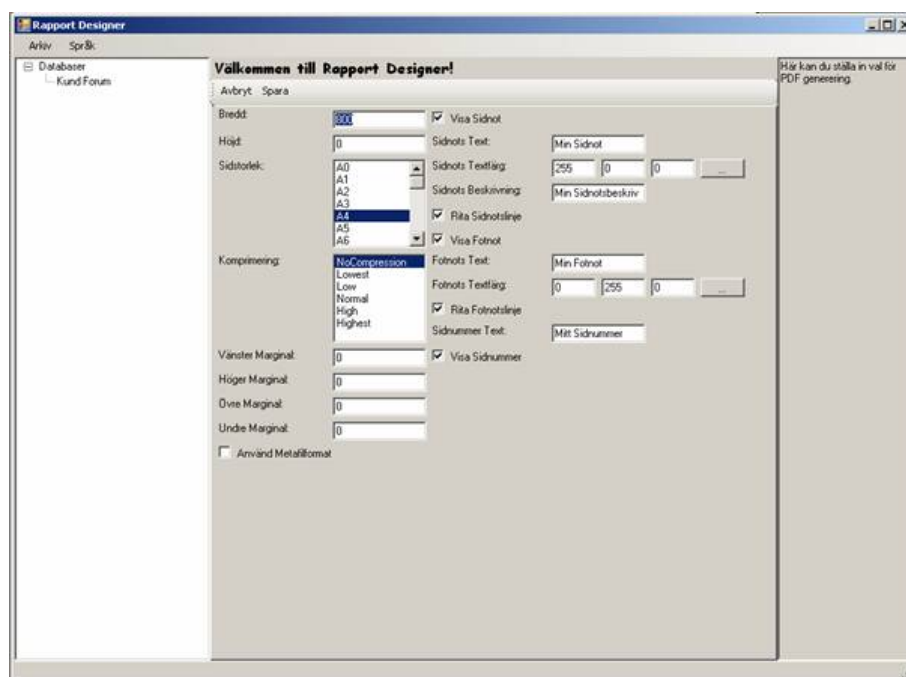 Rapport Designer
Arkiv Språk
Databaser
Kund Forum
Välkommen till Rapport Designer!
Avbryt Spara
Bredd: 800
Höjd: 0
Sidstorlek:
A0
A1
A2
A3
A4
A5
A6
Komprimering:
NoCompression
Lowest
Low
Normal
High
Highest
Vänster Marginal: 0
Höger Marginal: 0
Övre Marginal: 0
Undre Marginal: 0
Använd Metafilformat
Visa Sidnot
Sidnots Text: Min Sidnot
Sidnots Textfärg: 255 0 0 ...
Sidnots Beskrivning: Min Sidnotsbeskriv
Rita Sidnotslinje
Visa Fotnot
Fotnots Text: Min Fotnot
Fotnots Textfärg: 0 255 0 ...
Rita Fotnotslinje
Sidnummer Text: Mitt Sidnummer
Visa Sidnummer
Här kan du ställa in val för
PDF generering.